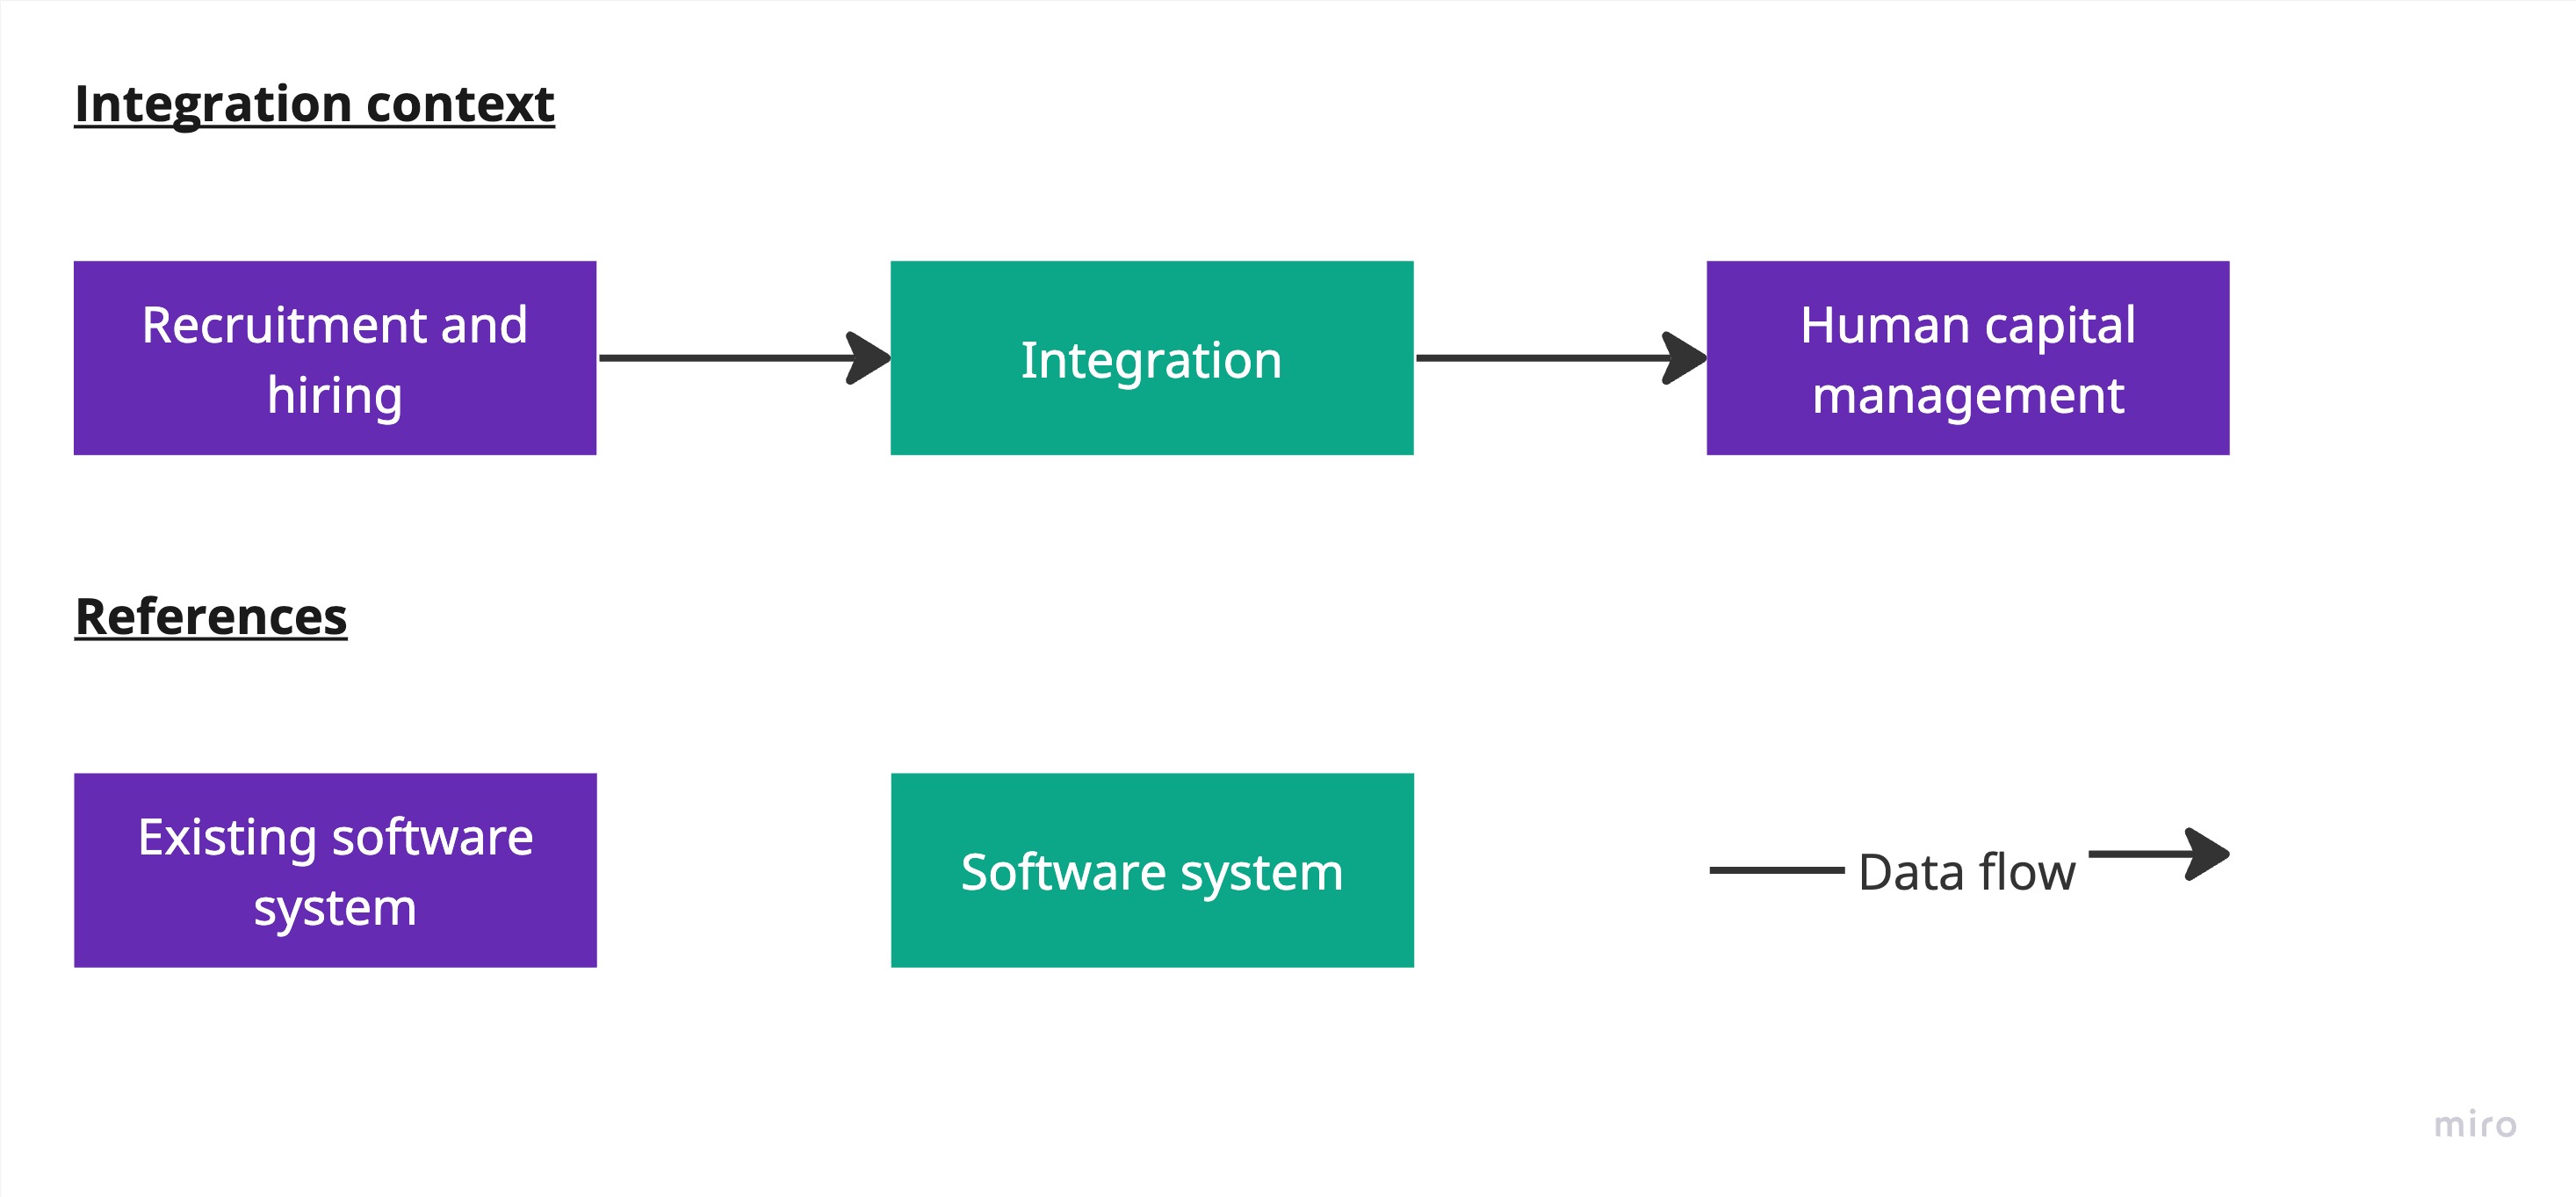 Integration context
Recruitment and
hiring
Integration
Human capital
management
References
Existing software
system
Software system
Data flow
miro